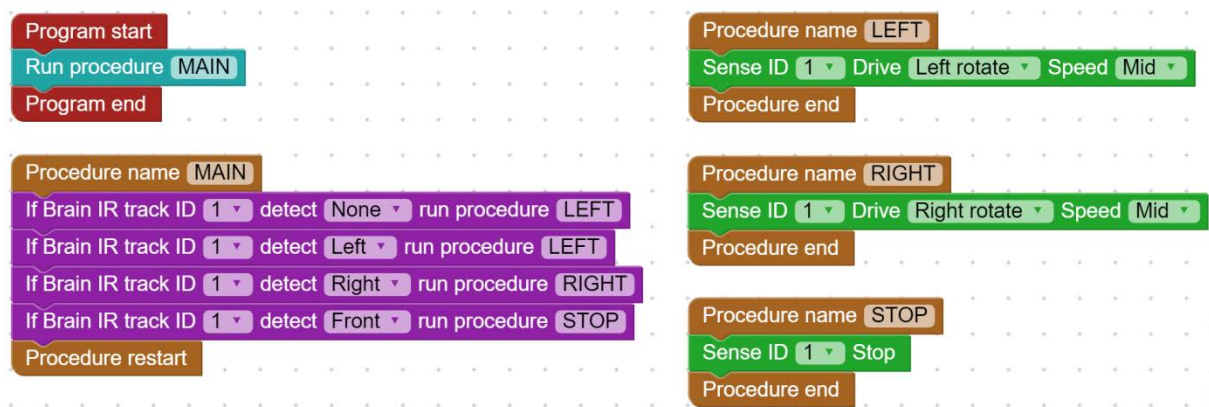 Program start
Run procedure MAIN
Program end
Procedure name MAIN
If Brain IR track ID 1 detect None run procedure LEFT
If Brain IR track ID 1 detect Left run procedure LEFT
If Brain IR track ID 1 detect Right run procedure RIGHT
If Brain IR track ID 1 detect Front run procedure STOP
Procedure restart
Procedure name LEFT
Sense ID 1 Drive Left rotate Speed Mid
Procedure end
Procedure name RIGHT
Sense ID 1 Drive Right rotate Speed Mid
Procedure end
Procedure name STOP
Sense ID 1 Stop
Procedure end